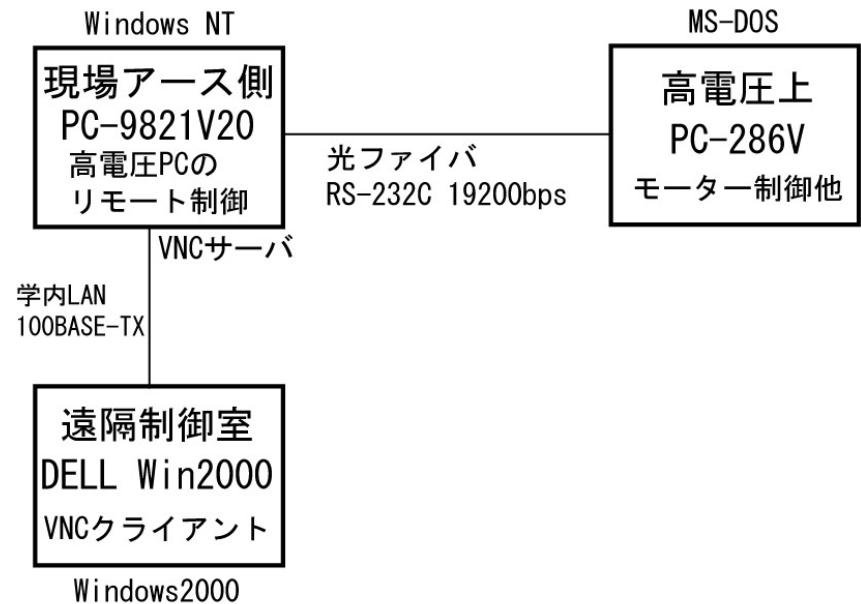 Windows NT
現場アース側
PC-9821V20
高電圧PCの
リモート制御
VNCサーバ
光ファイバ
RS-232C 19200bps
MS-DOS
高電圧上
PC-286V
モーター制御他
学内LAN
100BASE-TX
遠隔制御室
DELL Win2000
VNCクライアント
Windows2000